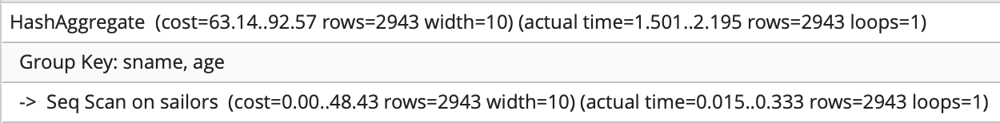 HashAggregate (cost=63.14..92.57 rows=2943 width=10) (actual time=1.501..2.195 rows=2943 loops=1)
Group Key: sname, age
-> Seq Scan on sailors (cost=0.00..48.43 rows=2943 width=10) (actual time=0.015..0.333 rows=2943 loops=1)